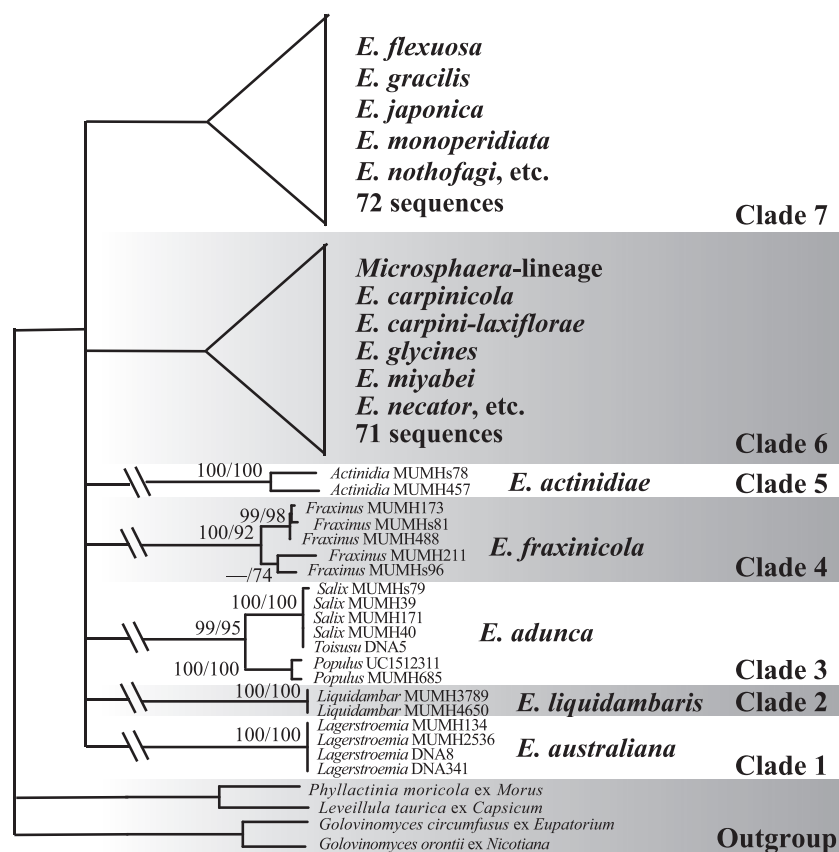 E. flexuosa
E. gracilis
E. japonica
E. monoperidiata
E. nothofagi, etc.
72 sequences
Clade 7
Microsphaera-lineage
E. carpinicola
E. carpini-laxiflorae
E. glycines
E. miyabei
E. necator, etc.
71 sequences
Clade 6
100/100
Actinidia MUMHs78
Actinidia MUMH457
E. actinidiae
Clade 5
99/98
100/92
—/74
Fraxinus MUMH173
Fraxinus MUMHs81
Fraxinus MUMH488
Fraxinus MUMH211
Fraxinus MUMHs96
E. fraxinicola
Clade 4
100/100
99/95
100/100
Salix MUMHs79
Salix MUMH39
Salix MUMH171
Salix MUMH40
Toisusu DNA5
Populus UC1512311
Populus MUMH685
E. adunca
Clade 3
100/100
Liquidambar MUMH3789
Liquidambar MUMH4650
E. liquidambaris
Clade 2
100/100
Lagerstroemia MUMH134
Lagerstroemia MUMH2536
Lagerstroemia DNA8
Lagerstroemia DNA341
E. australiana
Clade 1
Phyllactinia moricola ex Morus
Leveillula taurica ex Capsicum
Golovinomyces circumfusus ex Eupatorium
Golovinomyces orontii ex Nicotiana
Outgroup